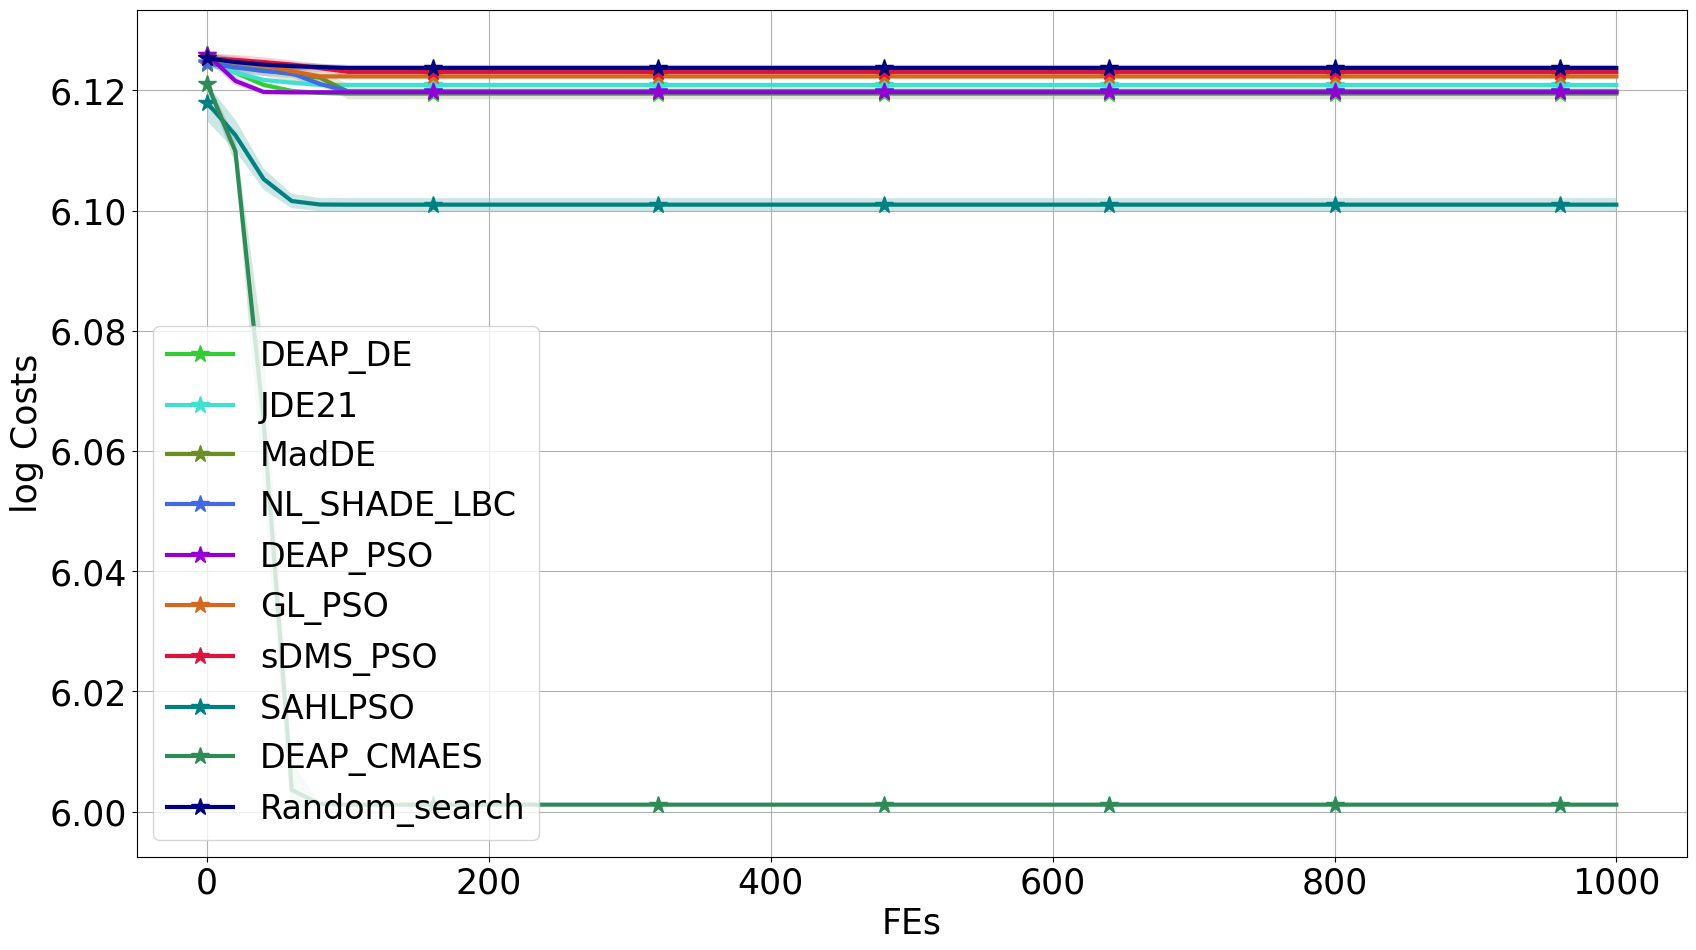 6.12
6.10
6.08
6.06
6.04
6.02
6.00
log Costs
DEAP_DE
JDE21
MadDE
NL_SHADE_LBC
DEAP_PSO
GL_PSO
sDMS_PSO
SAHLPSO
DEAP_CMAES
Random_search
0 200 400 600 800 1000
FEs